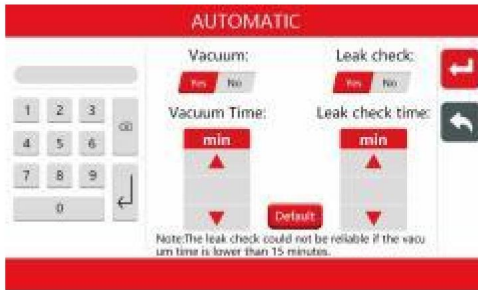 AUTOMATIC
Vacuum: Leak check:
Yes No Yes No
Vacuum Time: Leak check time:
min min
1 2 3
4 5 6
7 8 9
0
Default
Note:The leak check could not be reliable if the vacu
um time is lower than 15 minutes.